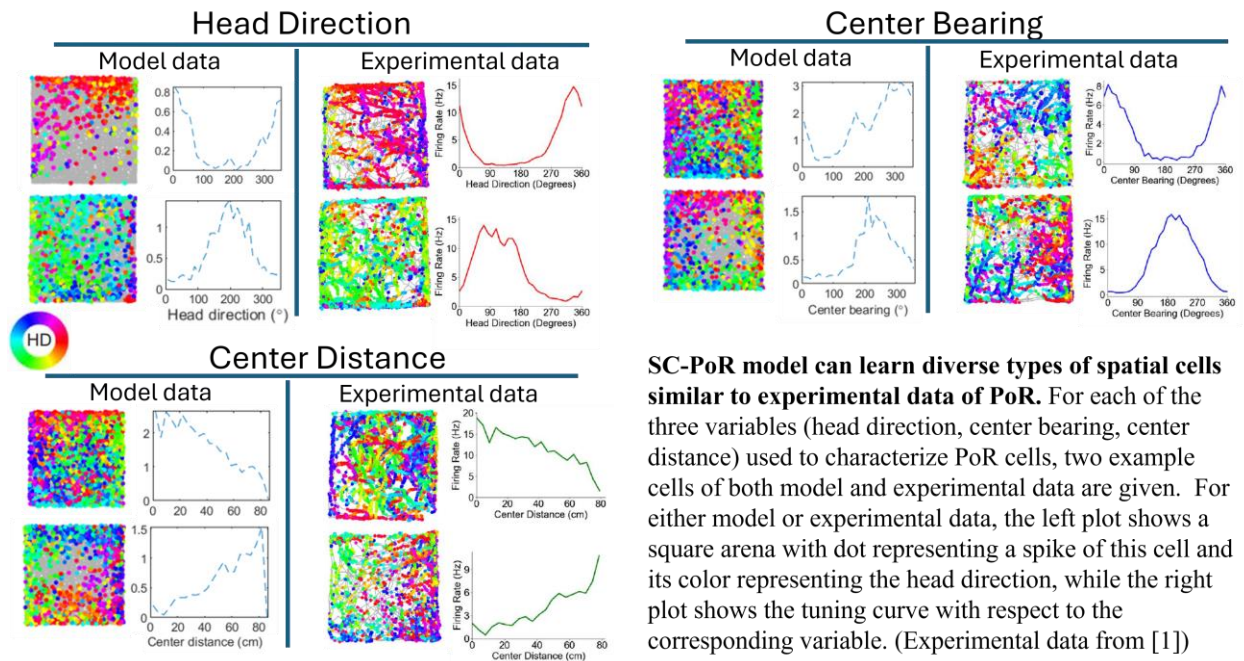 Head Direction
Model data
Experimental data
0.8
0.6
0.4
0.2
0
0 100 200 300
Firing Rate (Hz)
15
10
5
0
0 90 180 270 360
Head Direction (Degrees)
1
0.5
0
0 100 200 300
Head direction (°)
Firing Rate (Hz)
15
10
5
0
0 90 180 270 360
Head Direction (Degrees)
HD
Center Bearing
Model data
Experimental data
3
2
1
0
0 100 200 300
Firing Rate (Hz)
8
4
0
0 90 180 270 360
Center Bearing (Degrees)
1.5
1
0.5
0
0 100 200 300
Center bearing (°)
Firing Rate (Hz)
15
10
5
0
0 90 180 270 360
Center Bearing (Degrees)
Center Distance
Model data
Experimental data
2
1
0
0 20 40 60 80
Firing Rate (Hz)
20
15
10
5
0
0 20 40 60 80
Center Distance (cm)
1.5
1
0.5
0
0 20 40 60 80
Center distance (cm)
Firing Rate (Hz)
9
6
3
0
0 20 40 60 80
Center Distance (cm)
SC-PoR model can learn diverse types of spatial cells
similar to experimental data of PoR. For each of the
three variables (head direction, center bearing, center
distance) used to characterize PoR cells, two example
cells of both model and experimental data are given. For
either model or experimental data, the left plot shows a
square arena with dot representing a spike of this cell and
its color representing the head direction, while the right
plot shows the tuning curve with respect to the
corresponding variable. (Experimental data from [1])